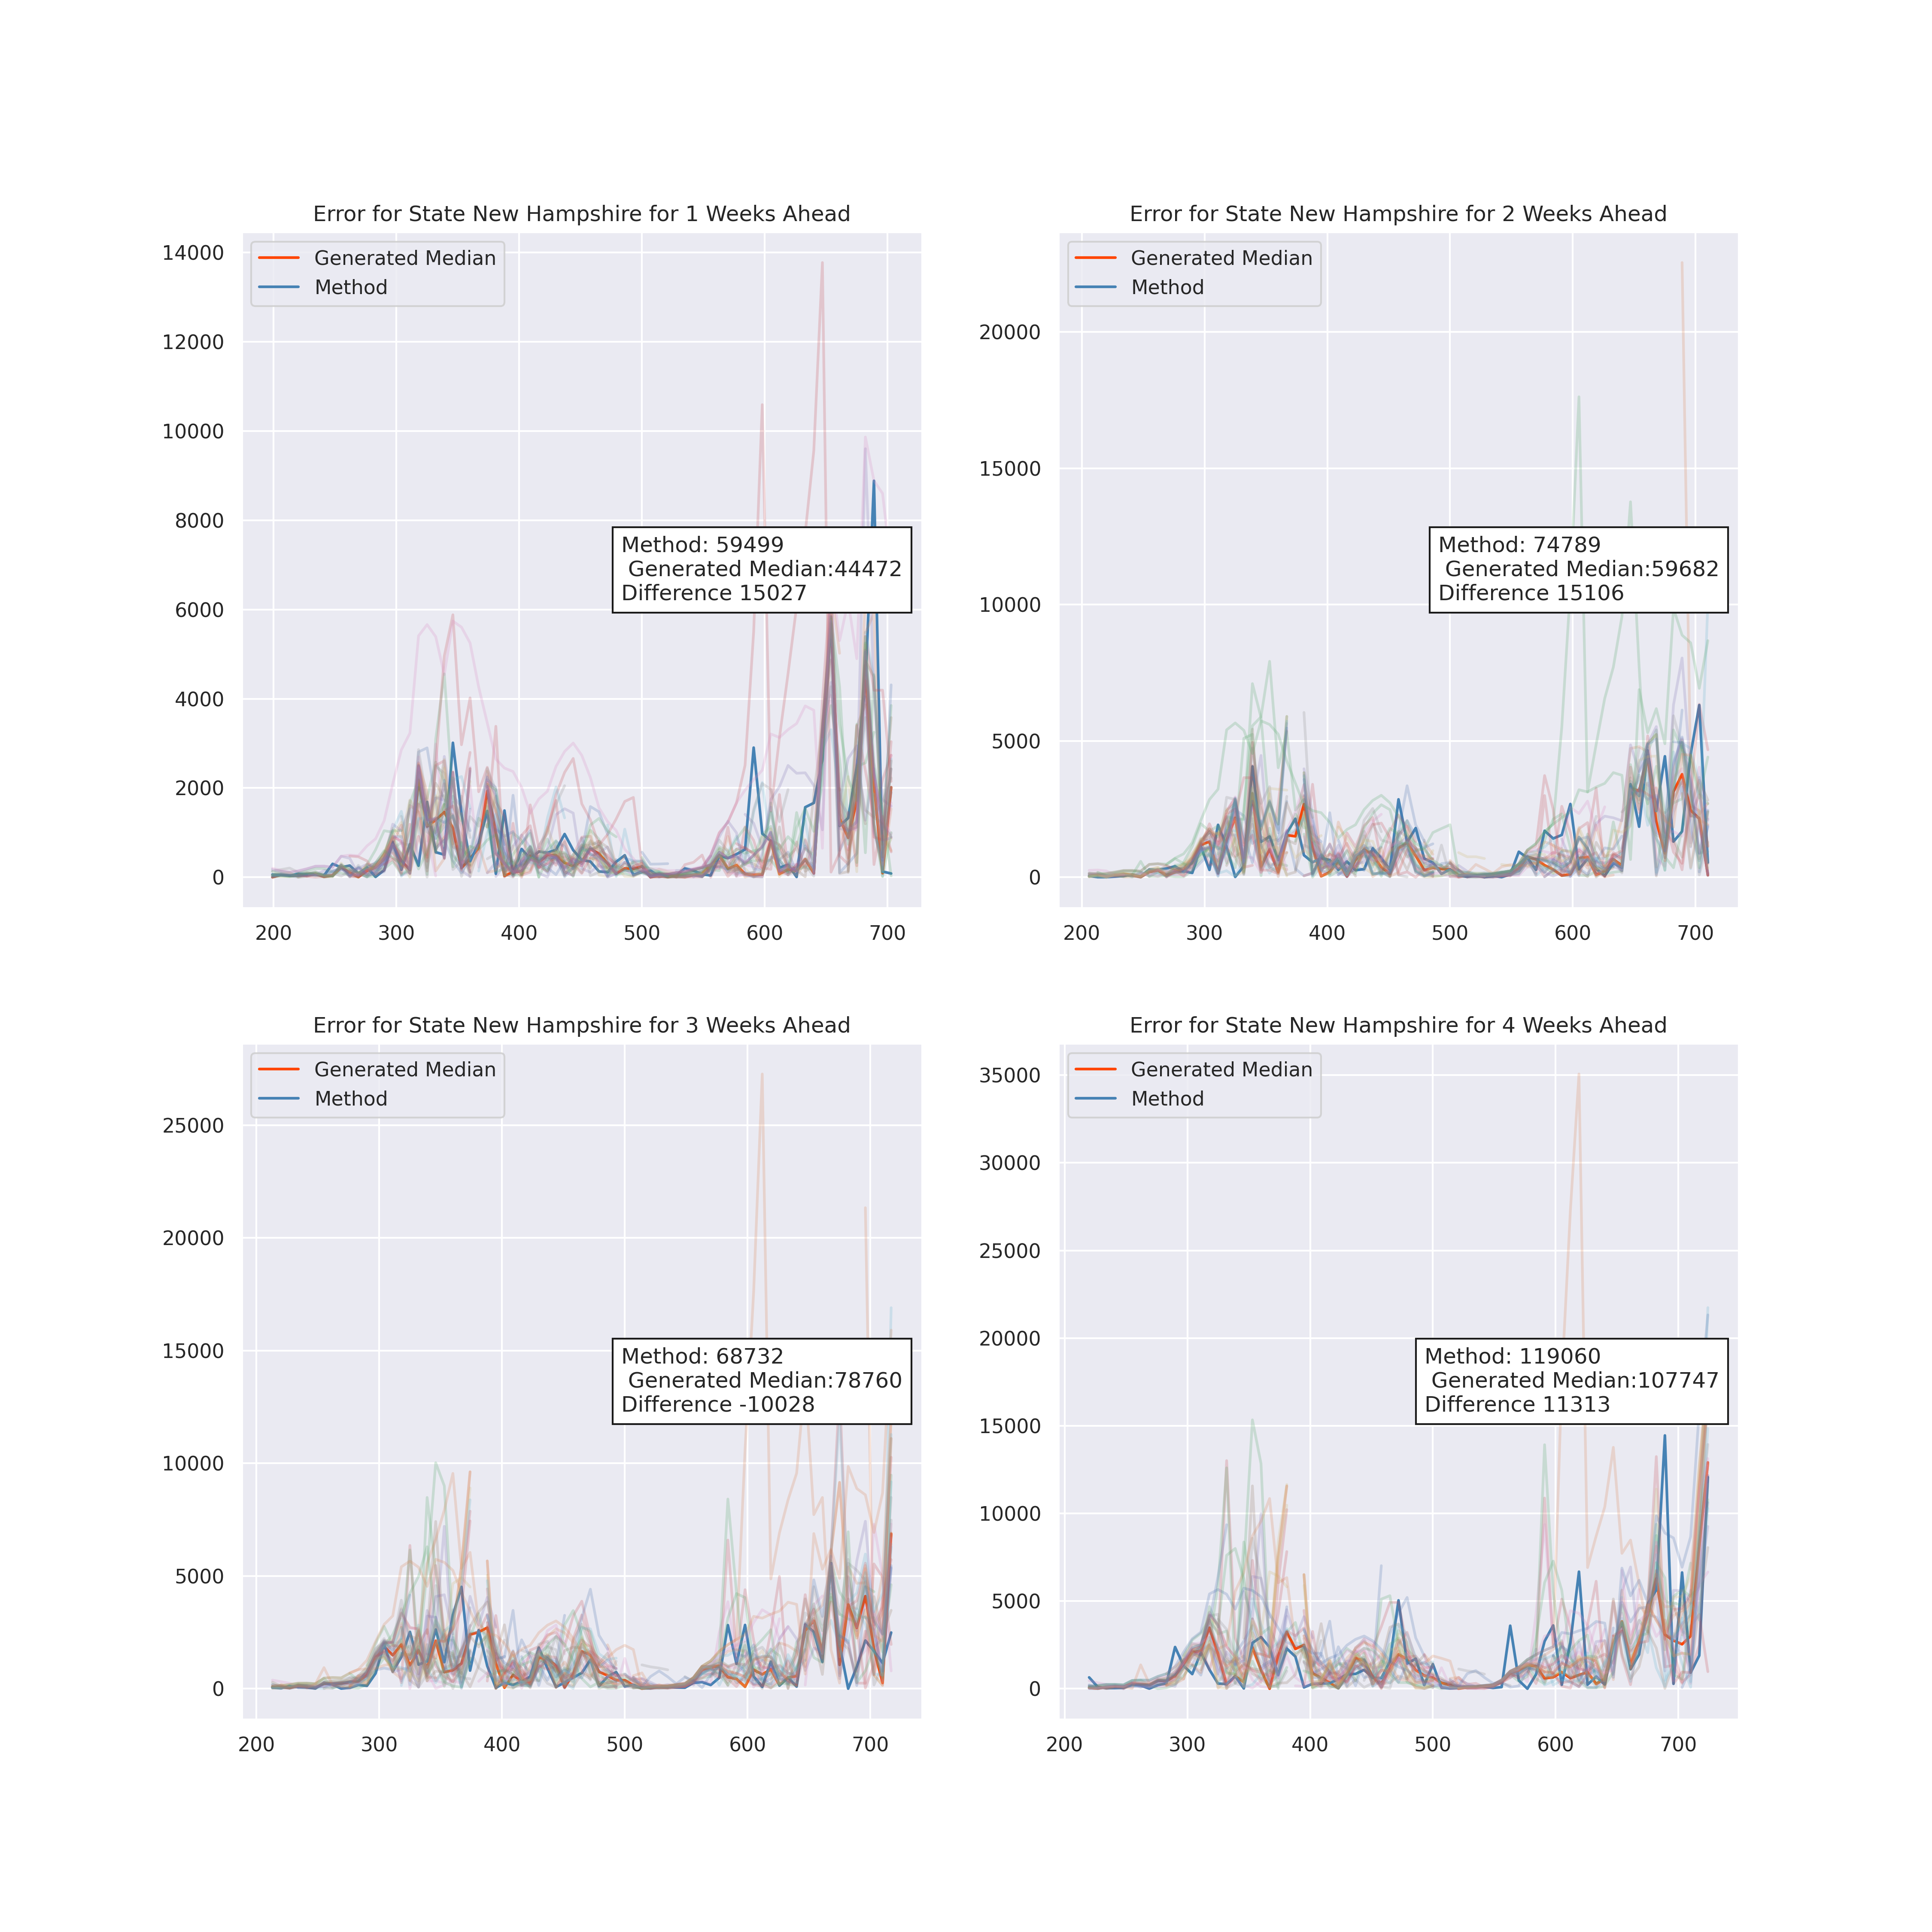 Error for State New Hampshire for 1 Weeks Ahead
Generated Median
Method
14000
12000
10000
8000
6000
4000
2000
0
Method: 59499
Generated Median:44472
Difference 15027
200 300 400 500 600 700
Error for State New Hampshire for 2 Weeks Ahead
Generated Median
Method
20000
15000
10000
5000
0
Method: 74789
Generated Median:59682
Difference 15106
200 300 400 500 600 700
Error for State New Hampshire for 3 Weeks Ahead
Generated Median
Method
25000
20000
15000
10000
5000
0
Method: 68732
Generated Median:78760
Difference -10028
200 300 400 500 600 700
Error for State New Hampshire for 4 Weeks Ahead
Generated Median
Method
35000
30000
25000
20000
15000
10000
5000
0
Method: 119060
Generated Median:107747
Difference 11313
200 300 400 500 600 700